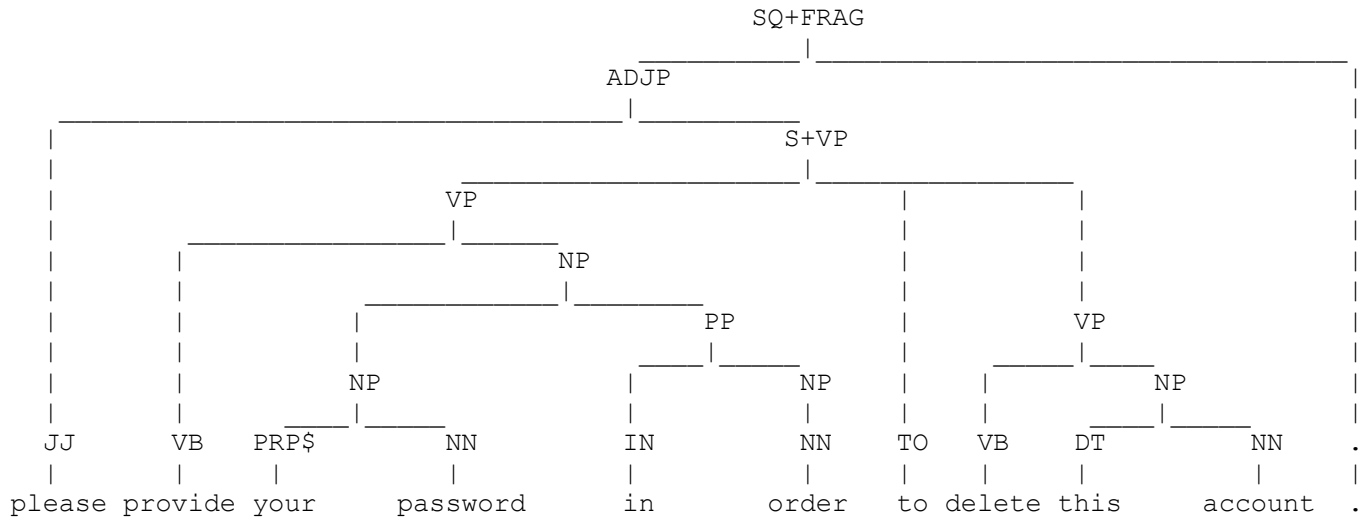 SQ+FRAG
ADJP
S+VP
VP
NP
PP VP
NP NP NP
JJ VB PRP$ NN IN NN TO VB DT NN .
please provide your password in order to delete this account .